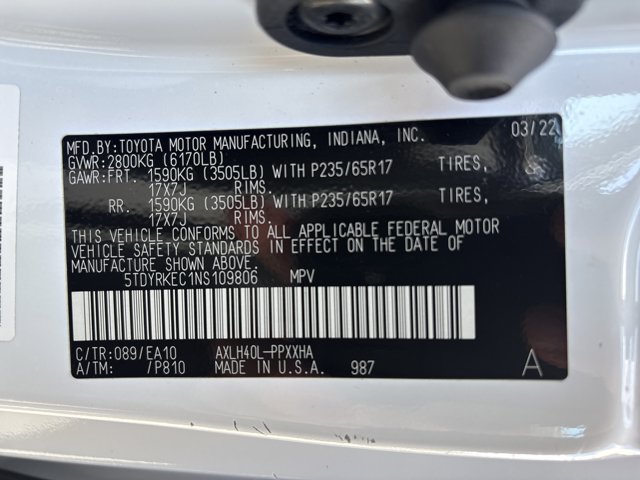 MFD.BY:TOYOTA MOTOR MANUFACTURING, INDIANA, INC. 03/22
GVWR:2800KG (6170LB)
GAWR:FRT. 1590KG (3505LB) WITH P235/65R17 TIRES,
17X7J RIMS.
RR. 1590KG (3505LB) WITH P235/65R17 TIRES,
17X7J RIMS.
THIS VEHICLE CONFORMS TO ALL APPLICABLE FEDERAL MOTOR
VEHICLE SAFETY STANDARDS IN EFFECT ON THE DATE OF
MANUFACTURE SHOWN ABOVE.
5TDYRKEC1NS109806 MPV
C/TR:089/EA10 AXLH40L-PPXXHA
A/TM: /P810 MADE IN U.S.A. 987 A